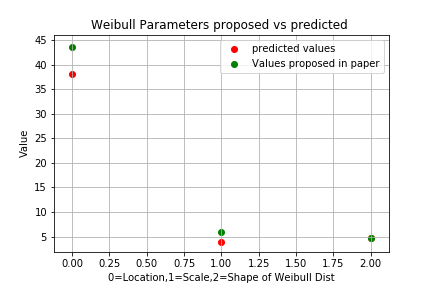 Weibull Parameters proposed vs predicted
predicted values
Values proposed in paper
45
40
35
30
25
20
15
10
5
Value
0.00 0.25 0.50 0.75 1.00 1.25 1.50 1.75 2.00
0=Location,1=Scale,2=Shape of Weibull Dist